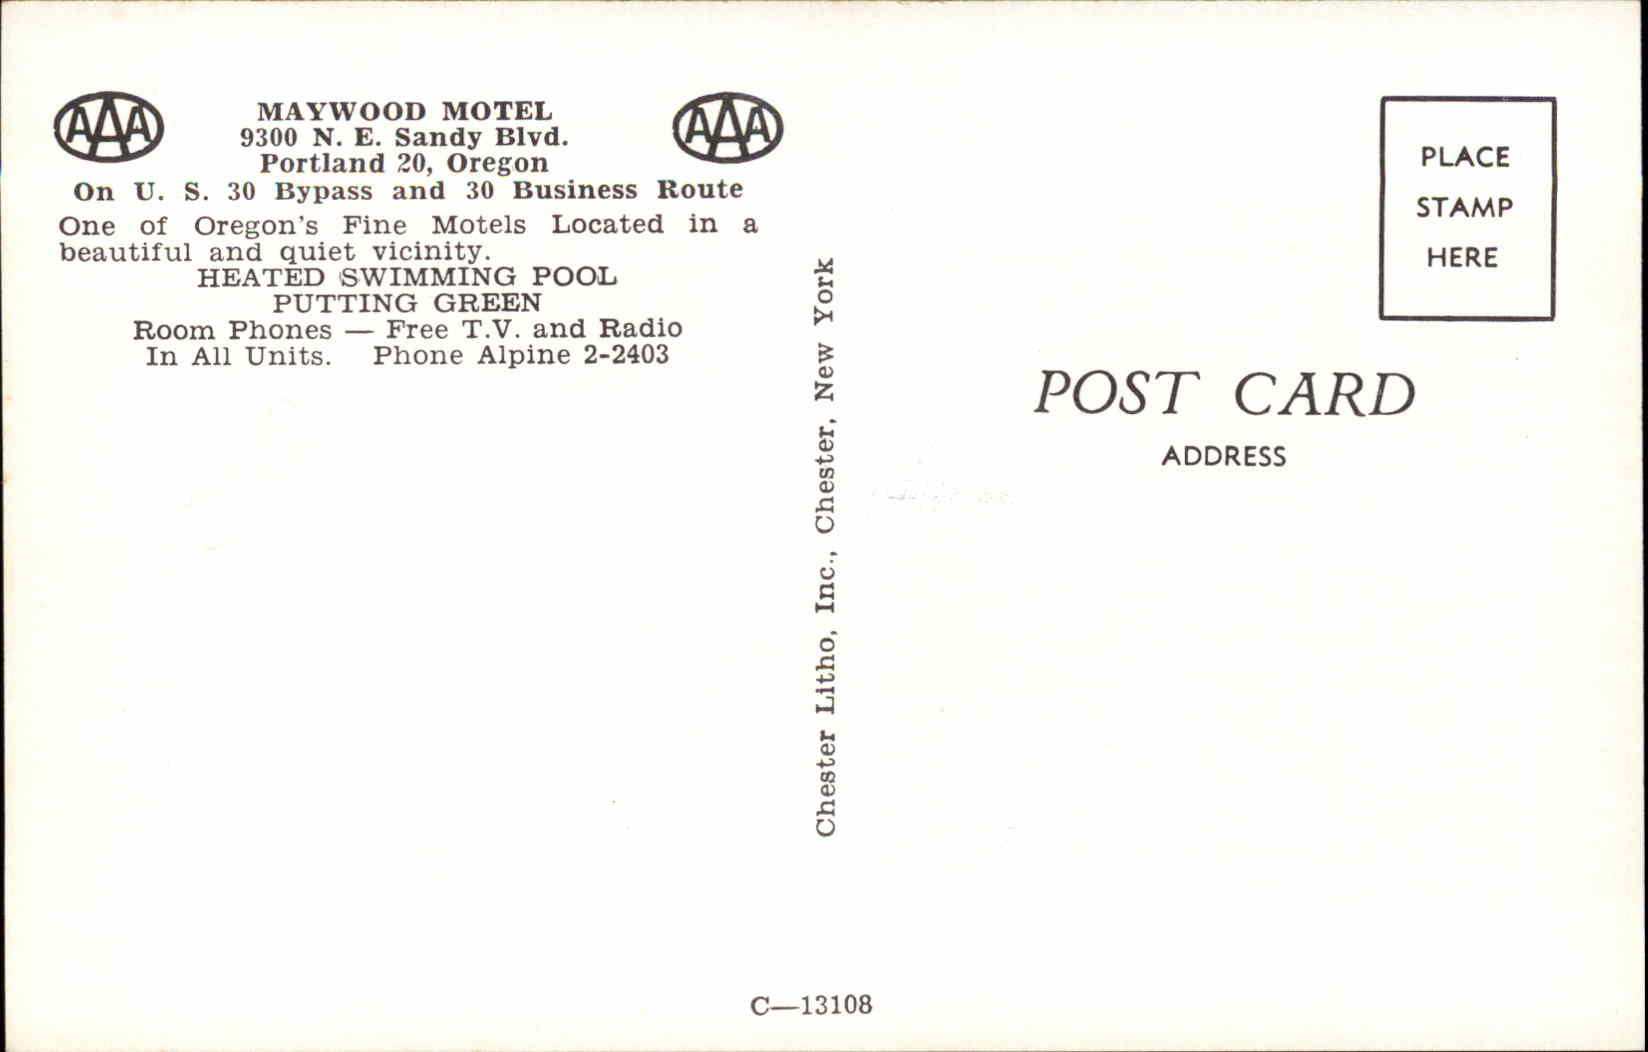 AAA
MAYWOOD MOTEL
AAA
9300 N. E. Sandy Blvd.
Portland 20, Oregon
On U. S. 30 Bypass and 30 Business Route
One of Oregon's Fine Motels Located in a
beautiful and quiet vicinity.
HEATED SWIMMING POOL
PUTTING GREEN
Room Phones — Free T.V. and Radio
In All Units. Phone Alpine 2-2403
Chester Litho, Inc., Chester, New York
PLACE
STAMP
HERE
POST CARD
ADDRESS
C—13108